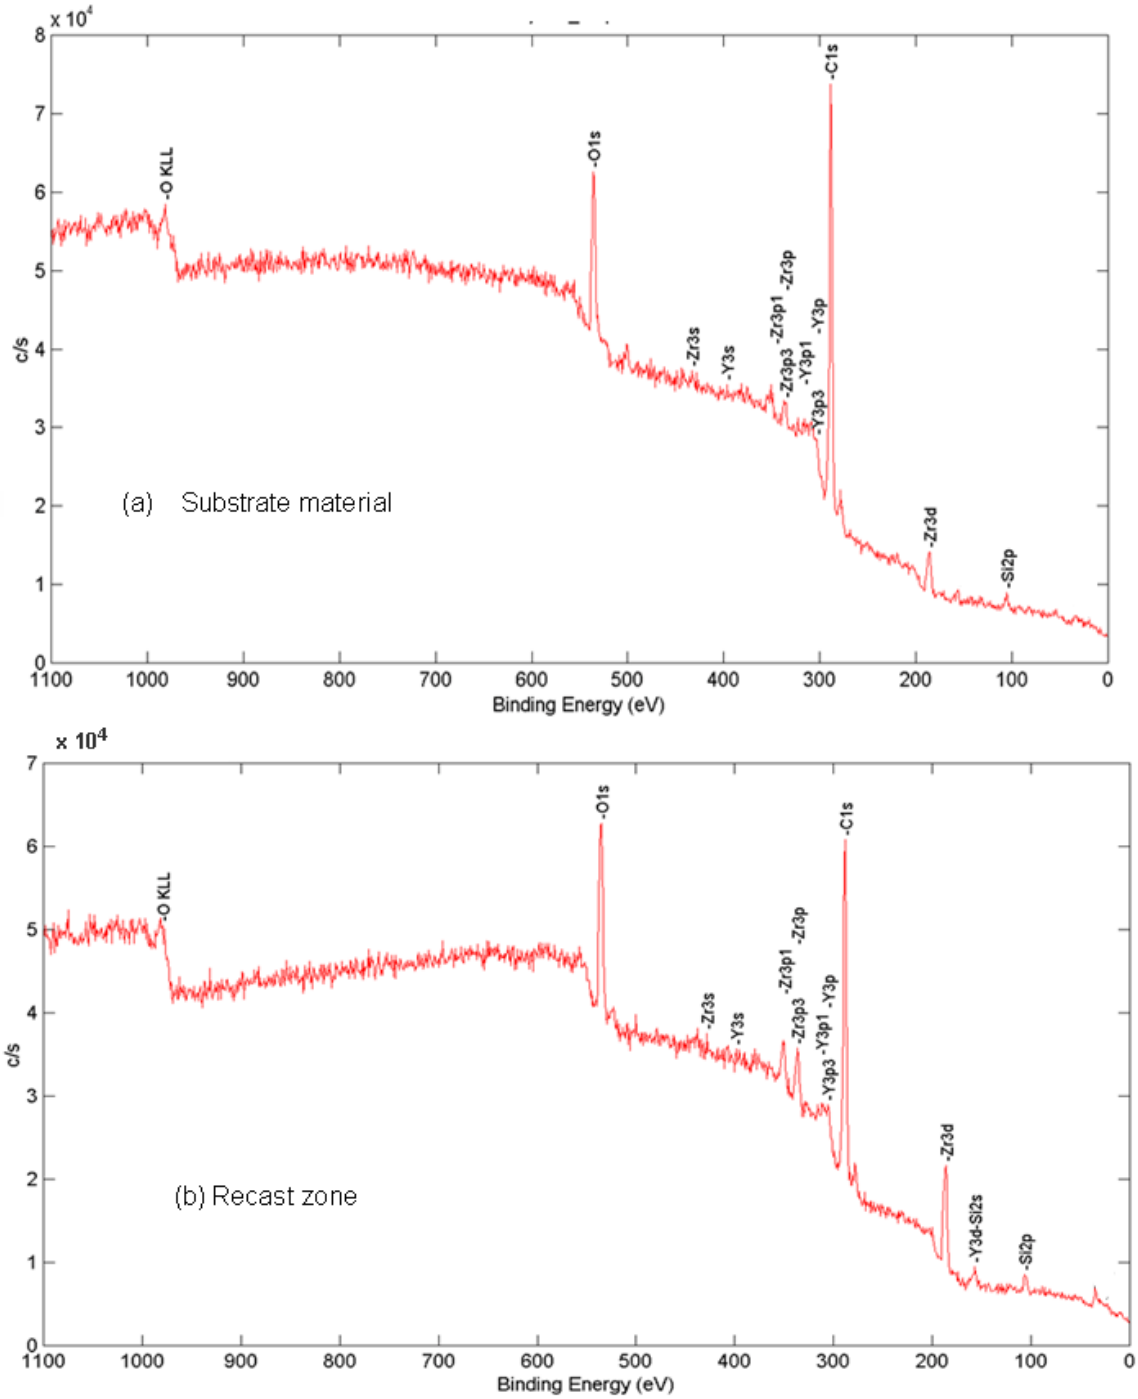 x 10⁴
8
7
6
5
4
3
2
1
0
c/s
-O KLL
-O1s
-Zr3s
-Y3s
-Zr3p1 -Zr3p
-Zr3p3
-Y3p1 -Y3p
-Y3p3
-C1s
-Zr3d
-Si2p
(a) Substrate material
1100 1000 900 800 700 600 500 400 300 200 100 0
Binding Energy (eV)
x 10⁴
7
6
5
4
3
2
1
0
c/s
-O KLL
-O1s
-Zr3s
-Y3s
-Zr3p1 -Zr3p
-Zr3p3
-Y3p3 -Y3p1 -Y3p
-C1s
-Zr3d
-Y3d-Si2s
-Si2p
(b) Recast zone
1100 1000 900 800 700 600 500 400 300 200 100 0
Binding Energy (eV)